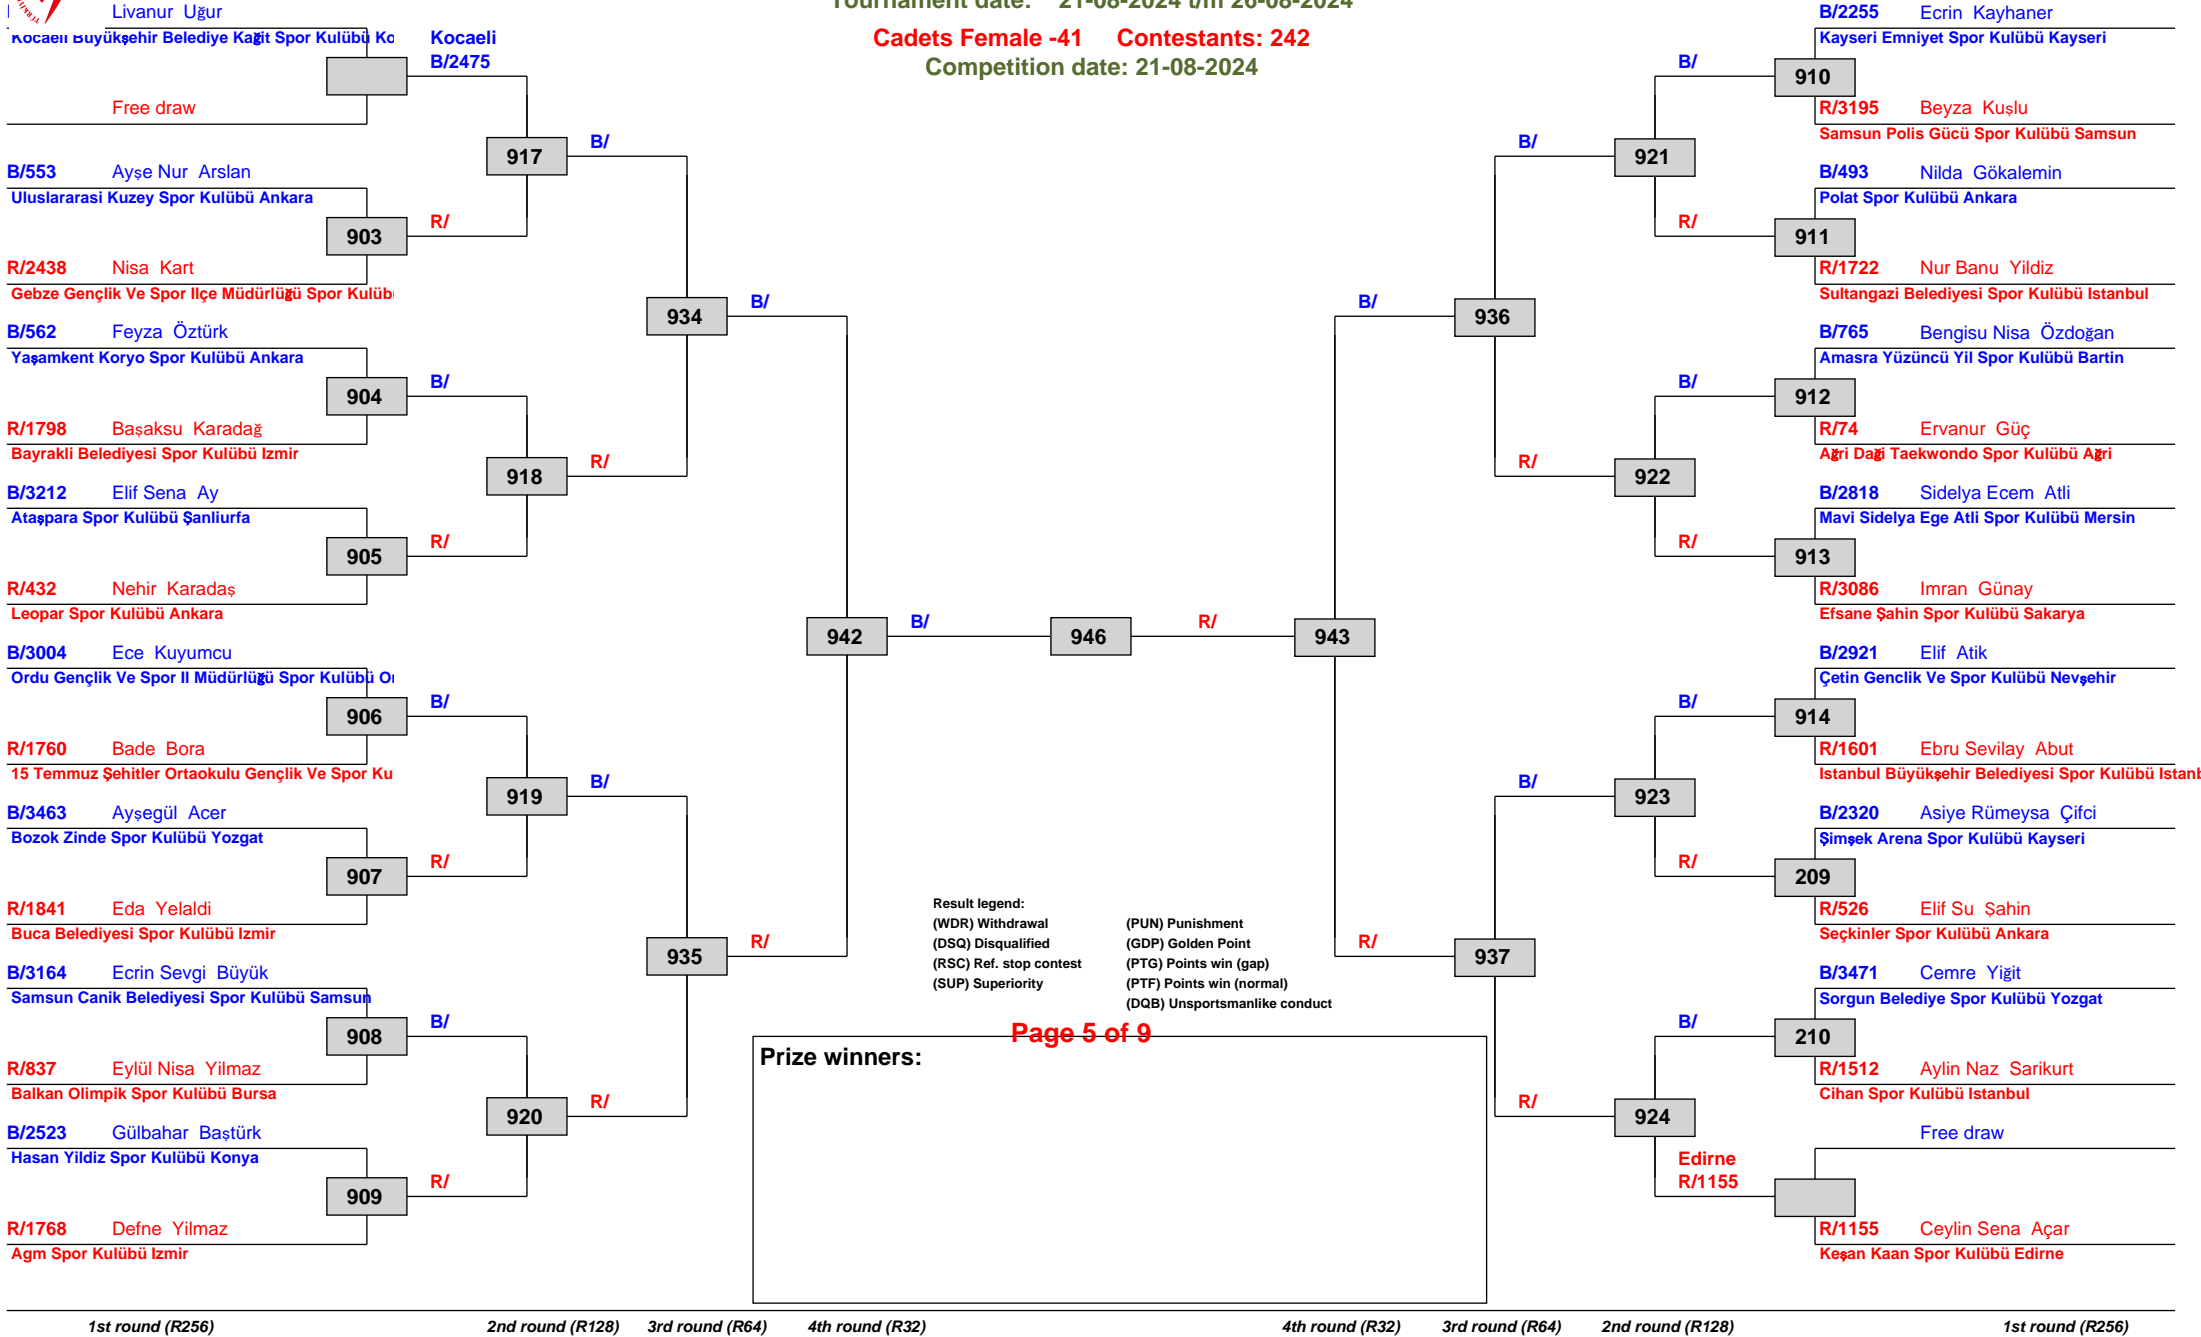 Tournament date: 21-08-2024 t/m 26-08-2024
Cadets Female -41 Contestants: 242
Competition date: 21-08-2024
Livanur Uğur
Kocaeli Büyükşehir Belediye Kağit Spor Kulübü Ko
Free draw
B/553 Ayşe Nur Arslan
Uluslararasi Kuzey Spor Kulübü Ankara
903
R/2438 Nisa Kart
Gebze Gençlik Ve Spor Ilçe Müdürlüğü Spor Kulüb
B/562 Feyza Öztürk
Yaşamkent Koryo Spor Kulübü Ankara
904
R/1798 Başaksu Karadağ
Bayrakli Belediyesi Spor Kulübü Izmir
B/3212 Elif Sena Ay
Ataşpara Spor Kulübü Şanliurfa
905
R/432 Nehir Karadaş
Leopar Spor Kulübü Ankara
B/3004 Ece Kuyumcu
Ordu Gençlik Ve Spor Il Müdürlüğü Spor Kulübü
906
R/1760 Bade Bora
15 Temmuz Şehitler Ortaokulu Gençlik Ve Spor Ku
B/3463 Ayşegül Acer
Bozok Zinde Spor Kulübü Yozgat
907
R/1841 Eda Yelaldi
Buca Belediyesi Spor Kulübü Izmir
B/3164 Ecrin Sevgi Büyük
Samsun Canik Belediyesi Spor Kulübü Samsun
908
R/837 Eylül Nisa Yilmaz
Balkan Olimpik Spor Kulübü Bursa
B/2523 Gülbahar Baştürk
Hasan Yildiz Spor Kulübü Konya
909
R/1768 Defne Yilmaz
Agm Spor Kulübü Izmir
Kocaeli
B/2475
917
R/
B/
918
R/
B/
919
R/
B/
920
R/
B/
934
R/
B/
935
R/
B/
942
R/
B/
946
R/
943
B/
R/
936
B/
R/
937
B/
R/
921
B/
R/
922
B/
R/
923
B/
R/
924
B/
Edirne
R/1155
B/2255 Ecrin Kayhaner
Kayseri Emniyet Spor Kulübü Kayseri
910
R/3195 Beyza Kuşlu
Samsun Polis Gücü Spor Kulübü Samsun
B/493 Nilda Gökalemin
Polat Spor Kulübü Ankara
911
R/1722 Nur Banu Yildiz
Sultangazi Belediyesi Spor Kulübü Istanbul
B/765 Bengisu Nisa Özdoğan
Amasra Yüzüncü Yil Spor Kulübü Bartin
912
R/74 Ervanur Güç
Ağri Daği Taekwondo Spor Kulübü Ağri
B/2818 Sidelya Ecem Atli
Mavi Sidelya Ege Atli Spor Kulübü Mersin
913
R/3086 Imran Günay
Efsane Şahin Spor Kulübü Sakarya
B/2921 Elif Atik
Çetin Genclik Ve Spor Kulübü Nevşehir
914
R/1601 Ebru Sevilay Abut
Istanbul Büyükşehir Belediyesi Spor Kulübü Istanb
B/2320 Asiye Rümeysa Çifci
Şimşek Arena Spor Kulübü Kayseri
209
R/526 Elif Su Şahin
Seçkinler Spor Kulübü Ankara
B/3471 Cemre Yiğit
Sorgun Belediye Spor Kulübü Yozgat
210
R/1512 Aylin Naz Sarikurt
Cihan Spor Kulübü Istanbul
Free draw
R/1155 Ceylin Sena Açar
Keşan Kaan Spor Kulübü Edirne
Result legend:
(WDR) Withdrawal (PUN) Punishment
(DSQ) Disqualified (GDP) Golden Point
(RSC) Ref. stop contest (PTG) Points win (gap)
(SUP) Superiority (PTF) Points win (normal)
(DQB) Unsportsmanlike conduct
Page 5 of 9
Prize winners:
1st round (R256) 2nd round (R128) 3rd round (R64) 4th round (R32) 4th round (R32) 3rd round (R64) 2nd round (R128) 1st round (R256)